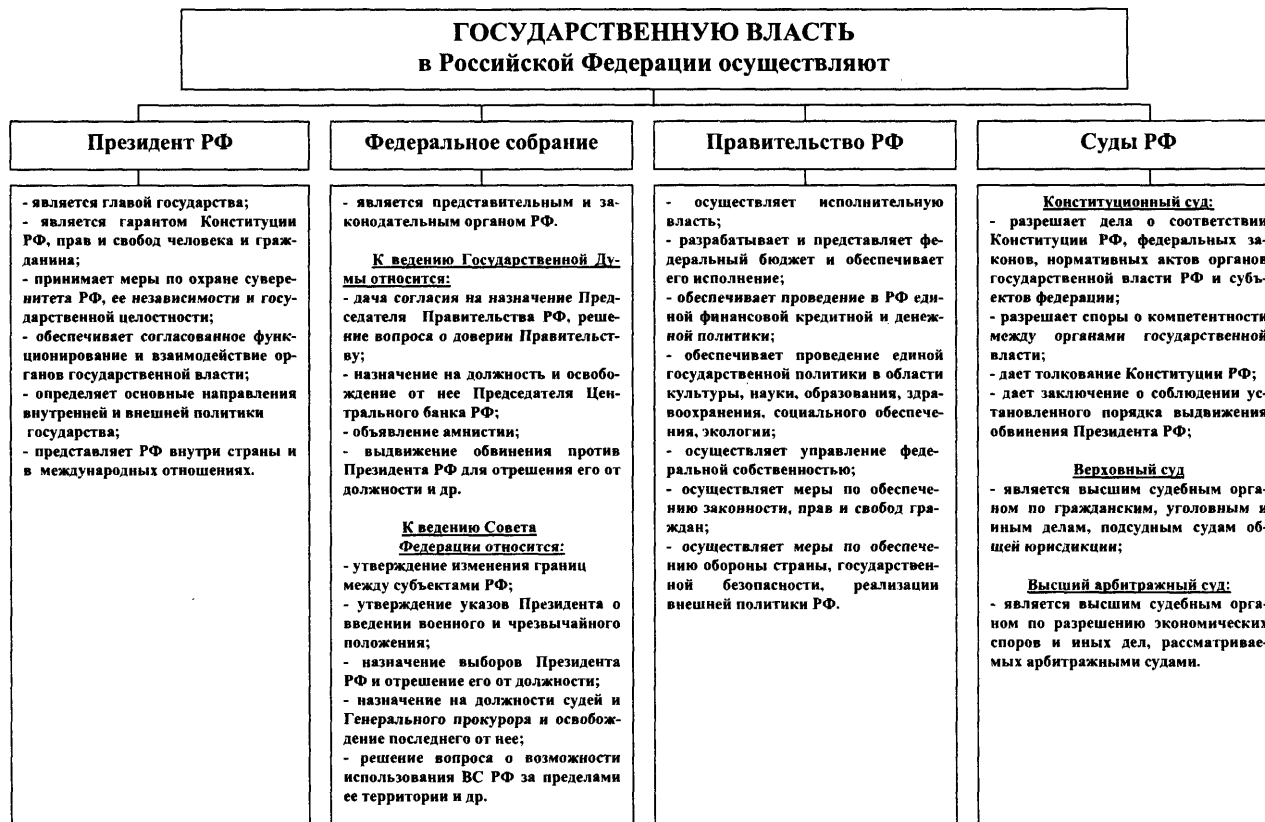 ГОСУДАРСТВЕННУЮ ВЛАСТЬ
в Российской Федерации осуществляют
Президент РФ
- является главой государства;
- является гарантом Конституции
РФ, прав и свобод человека и граж-
данина;
- принимает меры по охране сувере-
нитета РФ, ее независимости и госу-
дарственной целостности;
- обеспечивает согласованное функ-
ционирование и взаимодействие ор-
ганов государственной власти;
- определяет основные направления
внутренней и внешней политики
государства;
- представляет РФ внутри страны и
в международных отношениях.
Федеральное собрание
- является представительным и за-
конодательным органом РФ.
К ведению Государственной Ду-
мы относится:
- дача согласия на назначение Пред-
седателя Правительства РФ, реше-
ние вопроса о доверии Правительст-
ву;
- назначение на должность и освобо-
ждение от нее Председателя Цен-
трального банка РФ;
- объявление амнистии;
- выдвижение обвинения против
Президента РФ для отрешения его от
должности и др.
К ведению Совета
Федерации относится:
- утверждение изменения границ
между субъектами РФ;
- утверждение указов Президента о
введении военного и чрезвычайного
положения;
- назначение выборов Президента
РФ и отрешение его от должности;
- назначение на должности судей и
Генерального прокурора и освобож-
дение последнего от нее;
- решение вопроса о возможности
использования ВС РФ за пределами
ее территории и др.
Правительство РФ
- осуществляет исполнительную
власть;
- разрабатывает и представляет фе-
деральный бюджет и обеспечивает
его исполнение;
- обеспечивает проведение в РФ еди-
ной финансовой кредитной и денеж-
ной политики;
- обеспечивает проведение единой
государственной политики в области
культуры, науки, образования, здра-
воохранения, социального обеспече-
ния, экологии;
- осуществляет управление феде-
ральной собственностью;
- осуществляет меры по обеспече-
нию законности, прав и свобод гра-
ждан;
- осуществляет меры по обеспече-
нию обороны страны, государствен-
ной безопасности, реализации
внешней политики РФ.
Суды РФ
Конституционный суд:
- разрешает дела о соответствии
Конституции РФ, федеральных за-
конов, нормативных актов органов
государственной власти РФ и субъ-
ектов федерации;
- разрешает споры о компетентности
между органами государственной
власти;
- дает толкование Конституции РФ;
- дает заключение о соблюдении ус-
тановленного порядка выдвижения
обвинения Президента РФ;
Верховный суд
- является высшим судебным орга-
ном по гражданским, уголовным и
иным делам, подсудным судам об-
щей юрисдикции;
Высший арбитражный суд:
- является высшим судебным орга-
ном по разрешению экономических
споров и иных дел, рассматривае-
мых арбитражными судами.